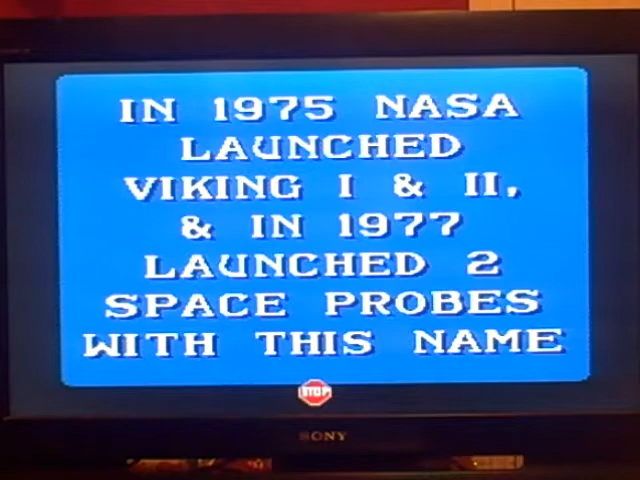 IN 1975 NASA
LAUNCHED
VIKING I & II,
& IN 1977
LAUNCHED 2
SPACE PROBES
WITH THIS NAME
STOP
SONY